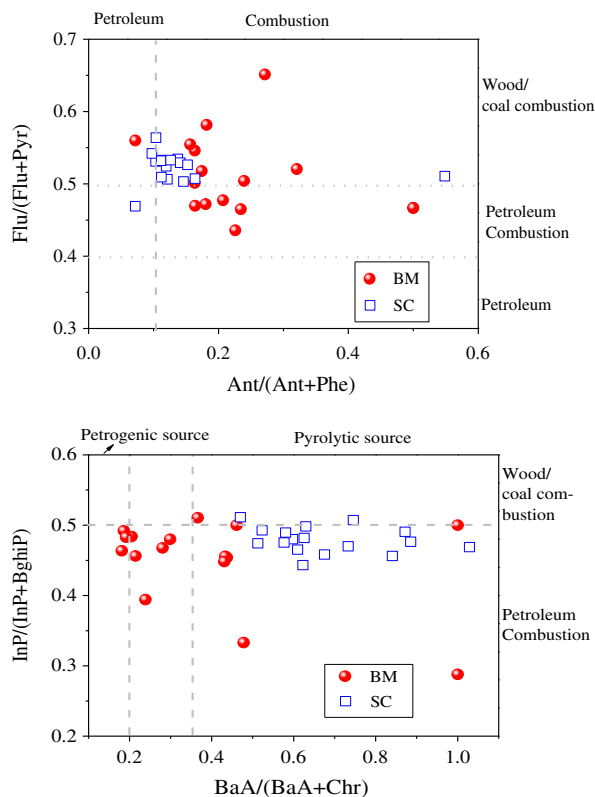 Petroleum Combustion
0.7
0.6
0.5
0.4
0.3
Flu/(Flu+Pyr)
Wood/
coal combustion
Petroleum
Combustion
Petroleum
BM
SC
0.0 0.2 0.4 0.6
Ant/(Ant+Phe)
Petrogenic source Pyrolytic source
0.6
0.5
0.4
0.3
0.2
InP/(InP+BghiP)
Wood/
coal com-
bustion
Petroleum
Combustion
BM
SC
0.2 0.4 0.6 0.8 1.0
BaA/(BaA+Chr)